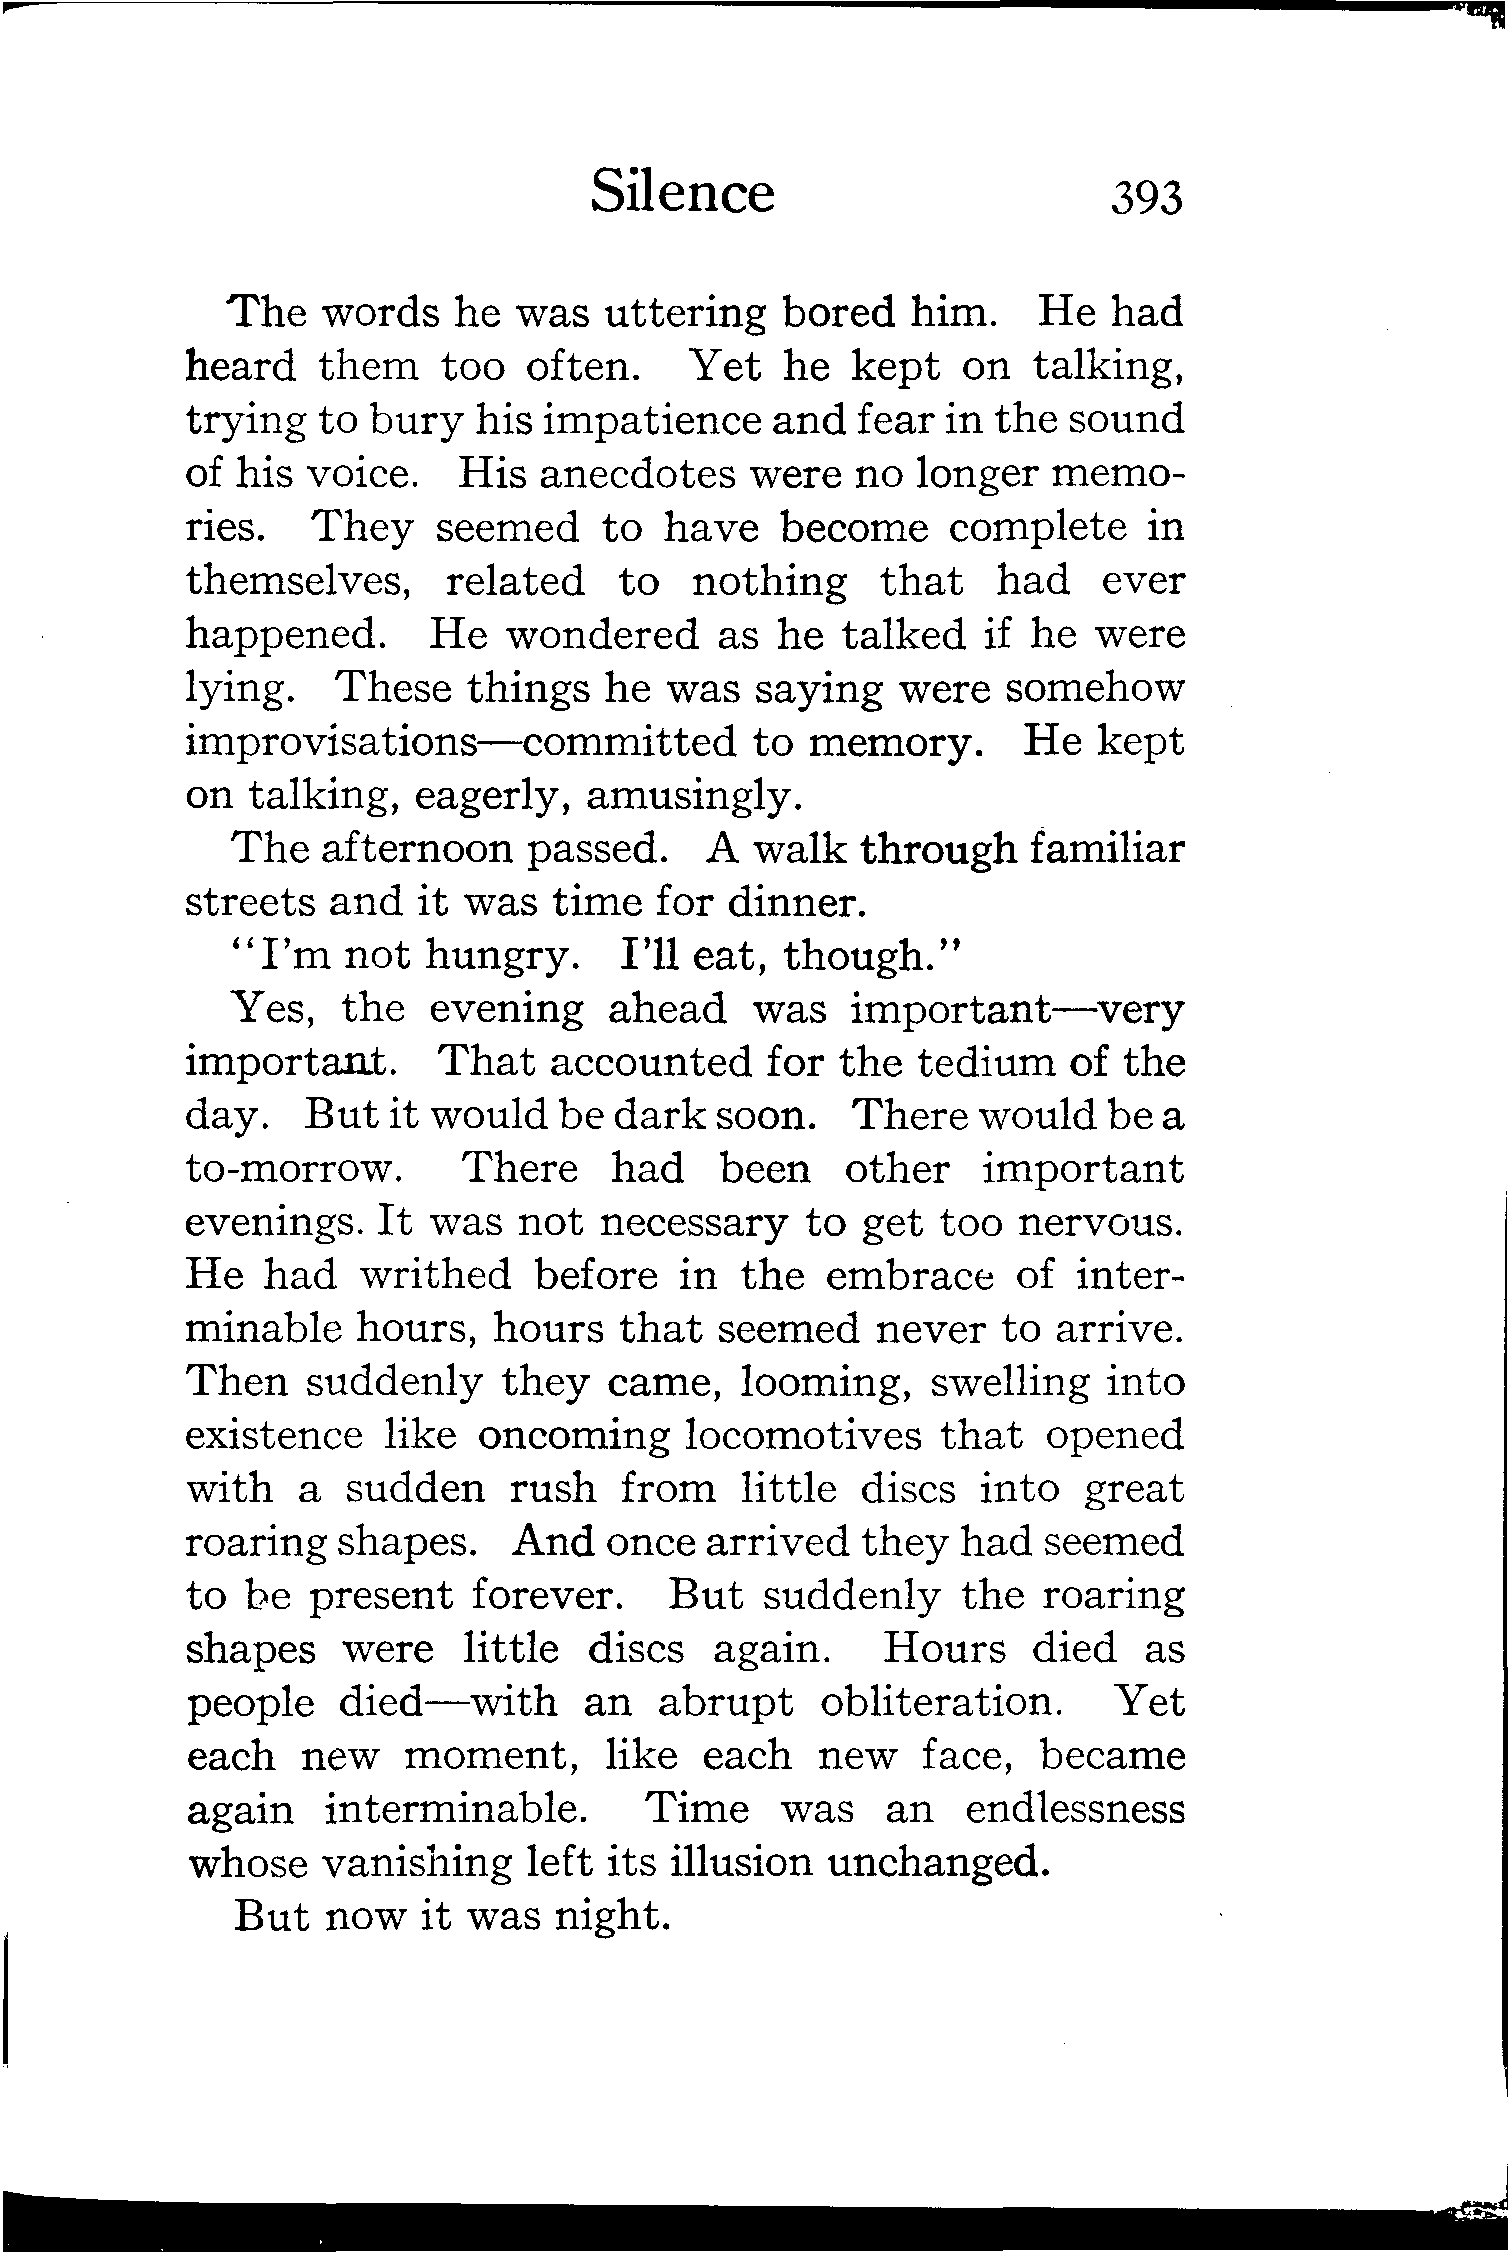 Silence 393
The words he was uttering bored him. He had
heard them too often. Yet he kept on talking,
trying to bury his impatience and fear in the sound
of his voice. His anecdotes were no longer memo-
ries. They seemed to have become complete in
themselves, related to nothing that had ever
happened. He wondered as he talked if he were
lying. These things he was saying were somehow
improvisations—committed to memory. He kept
on talking, eagerly, amusingly.
The afternoon passed. A walk through familiar
streets and it was time for dinner.
"I'm not hungry. I'll eat, though."
Yes, the evening ahead was important—very
important. That accounted for the tedium of the
day. But it would be dark soon. There would be a
to-morrow. There had been other important
evenings. It was not necessary to get too nervous.
He had writhed before in the embrace of inter-
minable hours, hours that seemed never to arrive.
Then suddenly they came, looming, swelling into
existence like oncoming locomotives that opened
with a sudden rush from little discs into great
roaring shapes. And once arrived they had seemed
to be present forever. But suddenly the roaring
shapes were little discs again. Hours died as
people died—with an abrupt obliteration. Yet
each new moment, like each new face, became
again interminable. Time was an endlessness
whose vanishing left its illusion unchanged.
But now it was night.